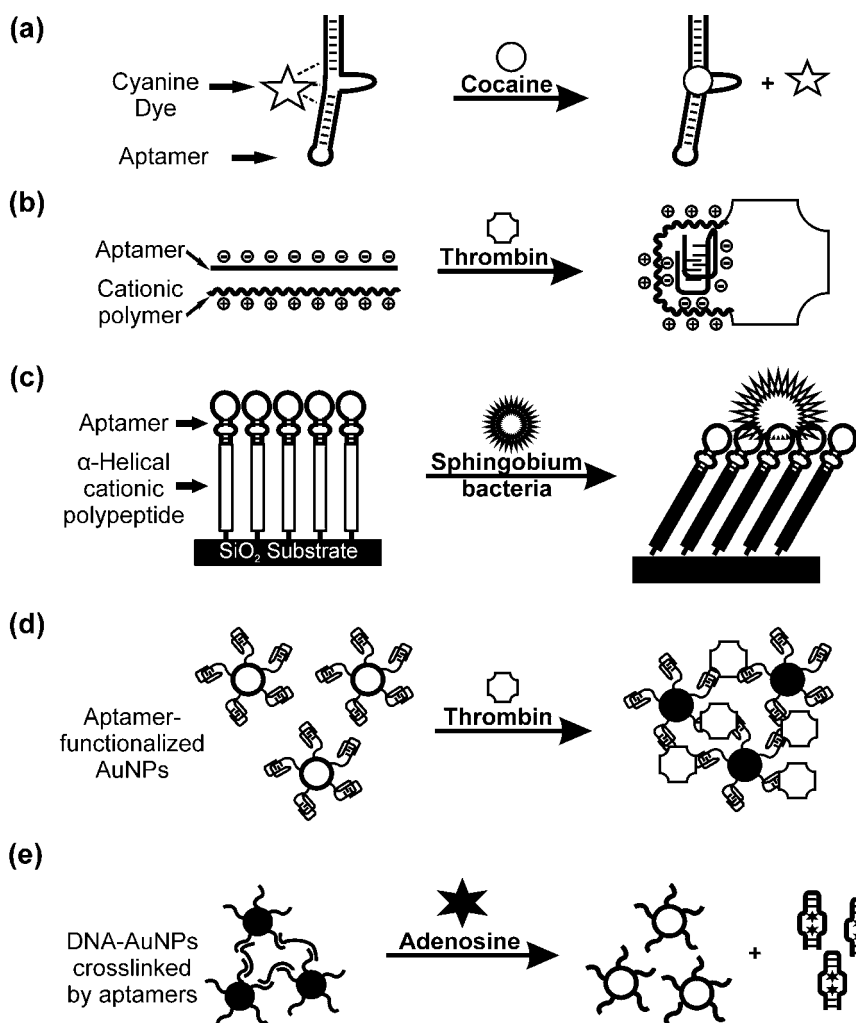 (a)
Cyanine
Dye
Aptamer
Cocaine
+
(b)
Aptamer
Cationic
polymer
Thrombin
(c)
Aptamer
α-Helical
cationic
polypeptide
SiO₂ Substrate
Sphingobium
bacteria
(d)
Aptamer-
functionalized
AuNPs
Thrombin
(e)
DNA-AuNPs
crosslinked
by aptamers
Adenosine
+